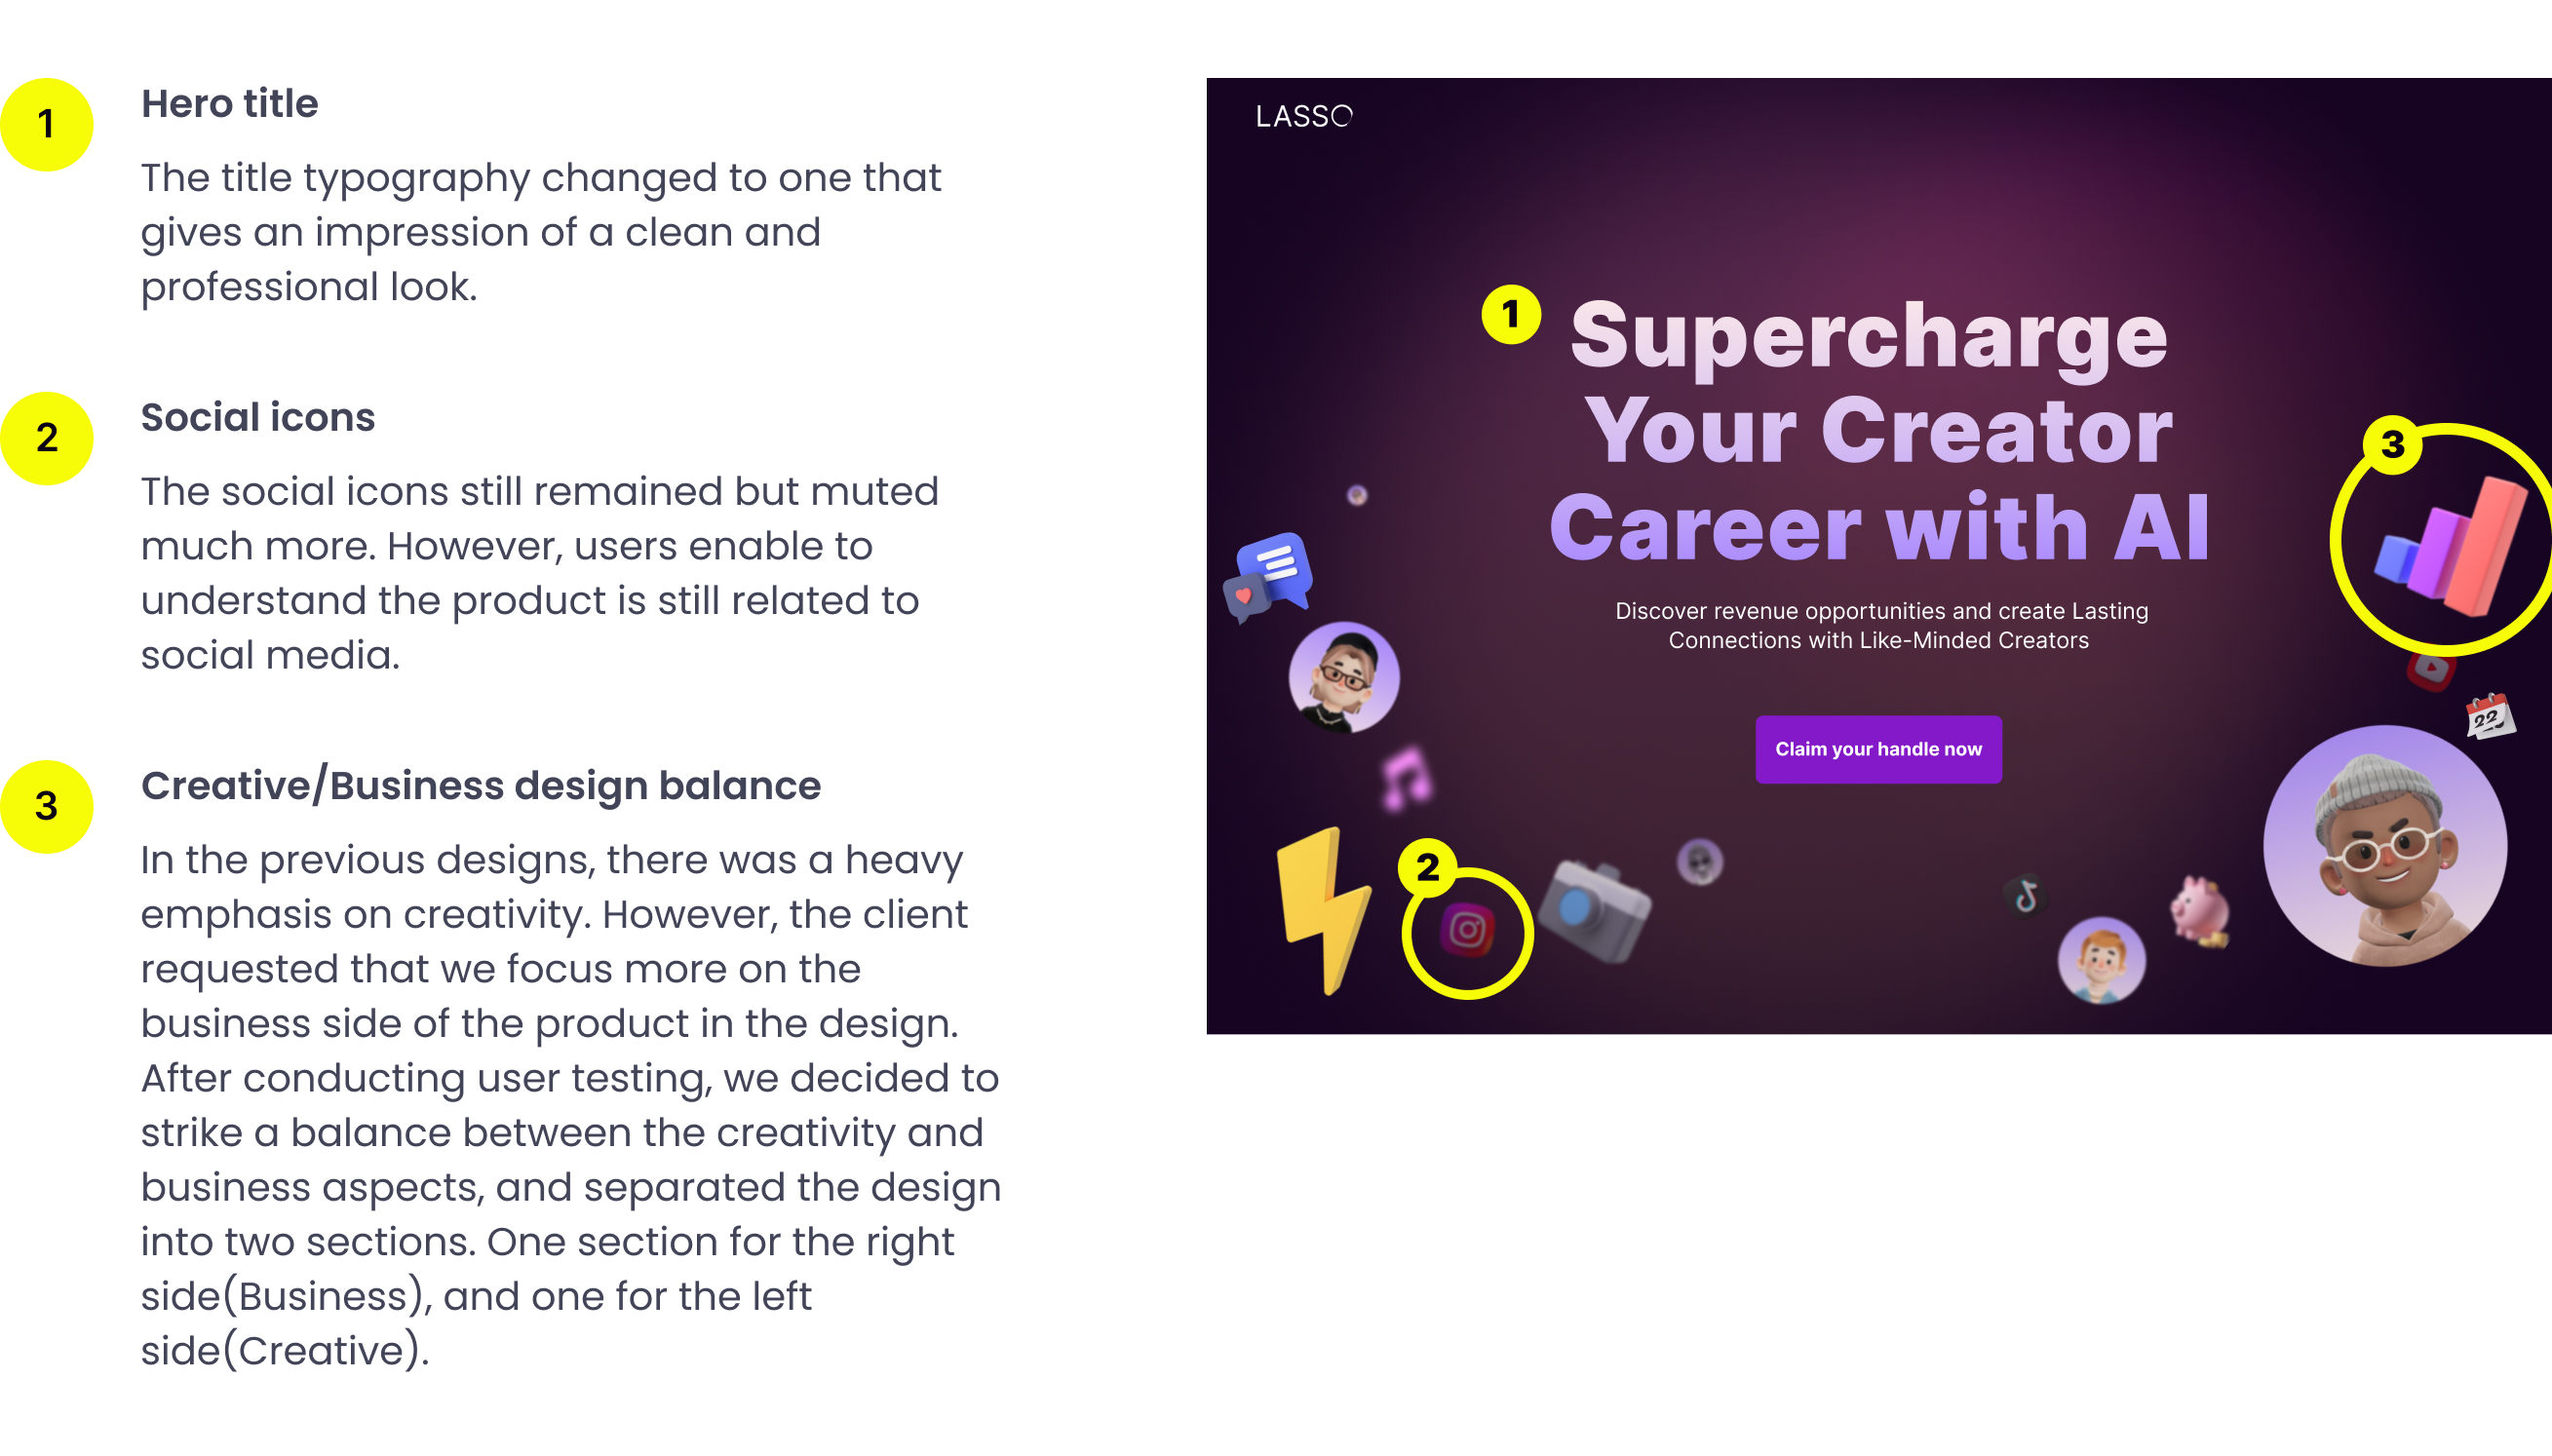 1
Hero title
The title typography changed to one that
gives an impression of a clean and
professional look.
2
Social icons
The social icons still remained but muted
much more. However, users enable to
understand the product is still related to
social media.
3
Creative/Business design balance
In the previous designs, there was a heavy
emphasis on creativity. However, the client
requested that we focus more on the
business side of the product in the design.
After conducting user testing, we decided to
strike a balance between the creativity and
business aspects, and separated the design
into two sections. One section for the right
side(Business), and one for the left
side(Creative).
LASSO
1
Supercharge
Your Creator
Career with AI
Discover revenue opportunities and create Lasting
Connections with Like-Minded Creators
Claim your handle now
3
22
2